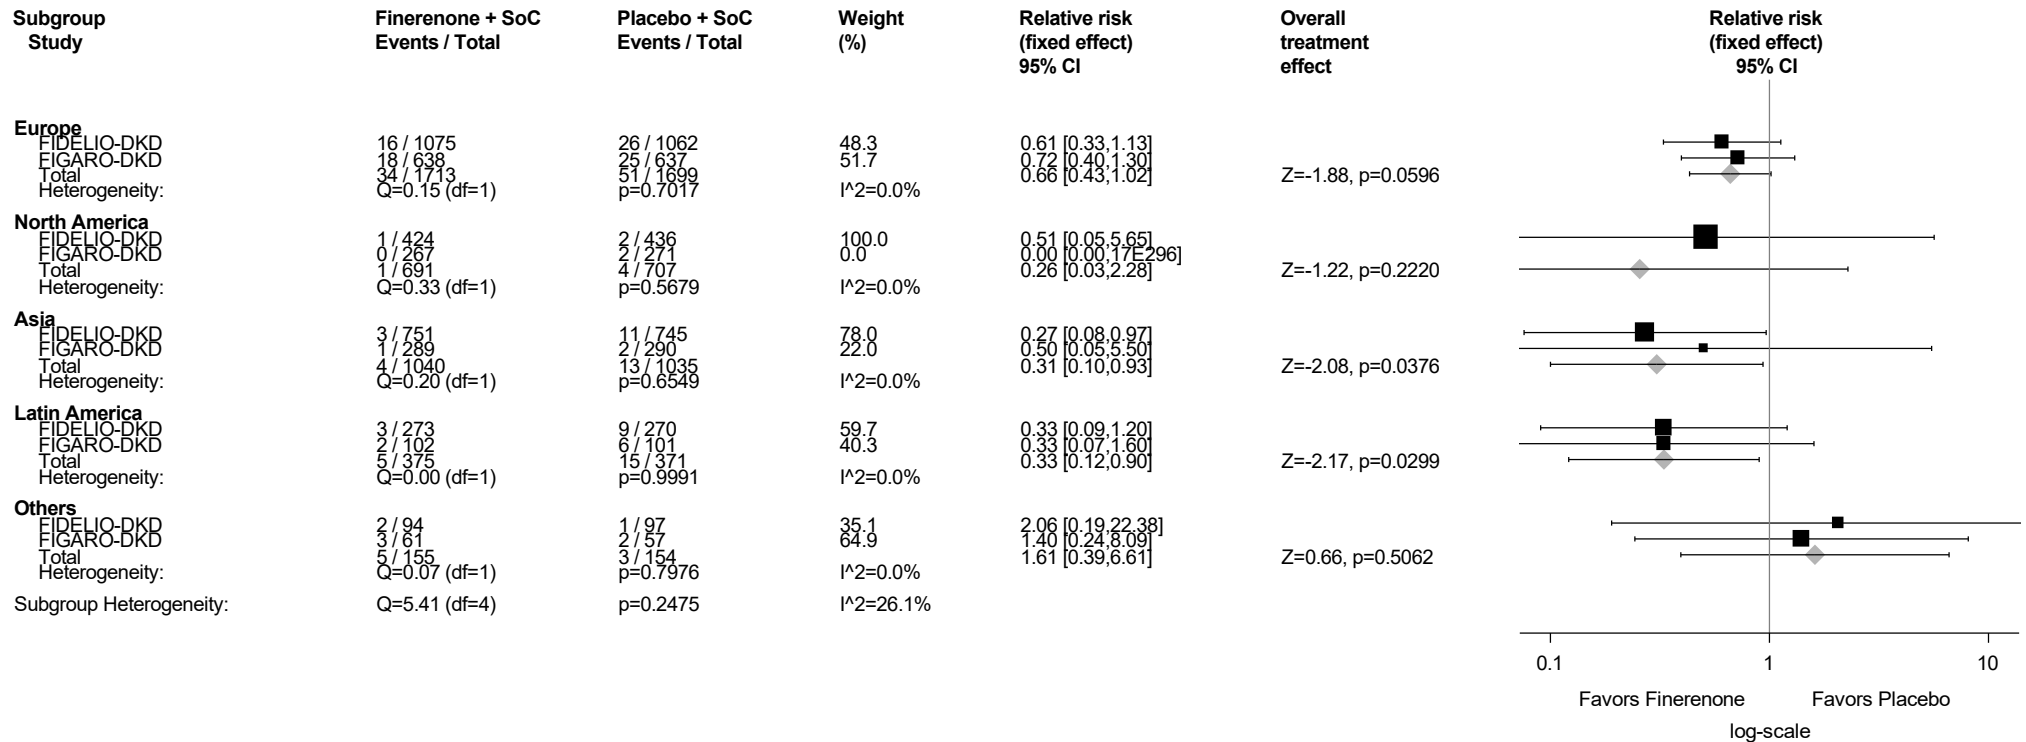 Subgroup Finerenone + SoC Placebo + SoC Weight Relative risk Overall Relative risk
Study Events / Total Events / Total (%) (fixed effect) treatment (fixed effect)
95% CI effect 95% CI
Europe
FIDELIO-DKD 16 / 1075 26 / 1062 48.3 0.61 [0.33,1.13]
FIGARO-DKD 18 / 638 25 / 637 51.7 0.72 [0.40,1.30]
Total 34 / 1713 51 / 1699 0.66 [0.43,1.02] Z=-1.88, p=0.0596
Heterogeneity: Q=0.15 (df=1) p=0.7017 I^2=0.0%
North America
FIDELIO-DKD 1 / 424 2 / 436 100.0 0.51 [0.05,5.65]
FIGARO-DKD 0 / 267 2 / 271 0.0 0.00 [0.00,17E296]
Total 1 / 691 4 / 707 0.26 [0.03,2.28] Z=-1.22, p=0.2220
Heterogeneity: Q=0.33 (df=1) p=0.5679 I^2=0.0%
Asia
FIDELIO-DKD 3 / 751 11 / 745 78.0 0.27 [0.08,0.97]
FIGARO-DKD 1 / 289 2 / 290 22.0 0.50 [0.05,5.50]
Total 4 / 1040 13 / 1035 0.31 [0.10,0.93] Z=-2.08, p=0.0376
Heterogeneity: Q=0.20 (df=1) p=0.6549 I^2=0.0%
Latin America
FIDELIO-DKD 3 / 273 9 / 270 59.7 0.33 [0.09,1.20]
FIGARO-DKD 2 / 102 6 / 101 40.3 0.33 [0.07,1.60]
Total 5 / 375 15 / 371 0.33 [0.12,0.90] Z=-2.17, p=0.0299
Heterogeneity: Q=0.00 (df=1) p=0.9991 I^2=0.0%
Others
FIDELIO-DKD 2 / 94 1 / 97 35.1 2.06 [0.19,22.38]
FIGARO-DKD 3 / 61 2 / 57 64.9 1.40 [0.24,8.09]
Total 5 / 155 3 / 154 1.61 [0.39,6.61] Z=0.66, p=0.5062
Heterogeneity: Q=0.07 (df=1) p=0.7976 I^2=0.0%
Subgroup Heterogeneity: Q=5.41 (df=4) p=0.2475 I^2=26.1%
0.1 1 10
Favors Finerenone Favors Placebo
log-scale